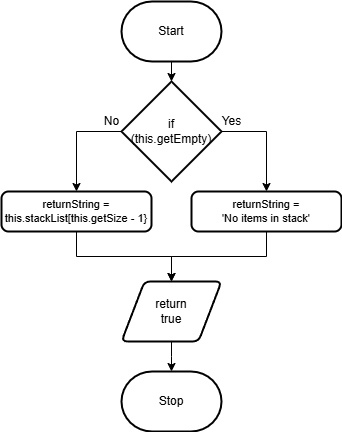 Start
if
(this.getEmpty)
No
Yes
returnString =
this.stackList[this.getSize - 1}
returnString =
'No items in stack'
return
true
Stop